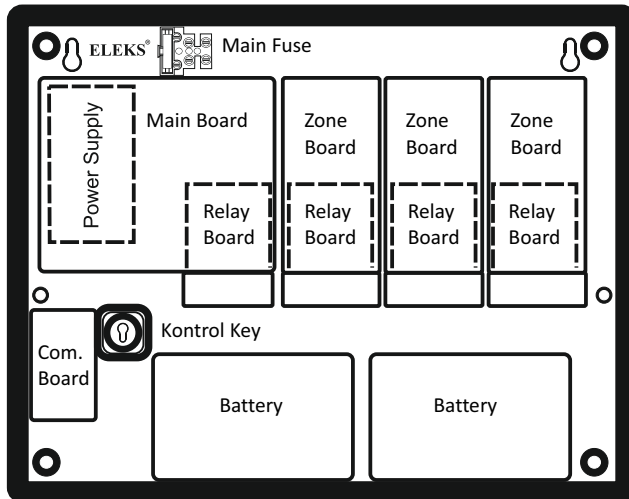 ELEKS®
Main Fuse
Power Supply
Main Board
Zone
Board
Zone
Board
Zone
Board
Relay
Board
Relay
Board
Relay
Board
Relay
Board
Kontrol Key
Com.
Board
Battery
Battery